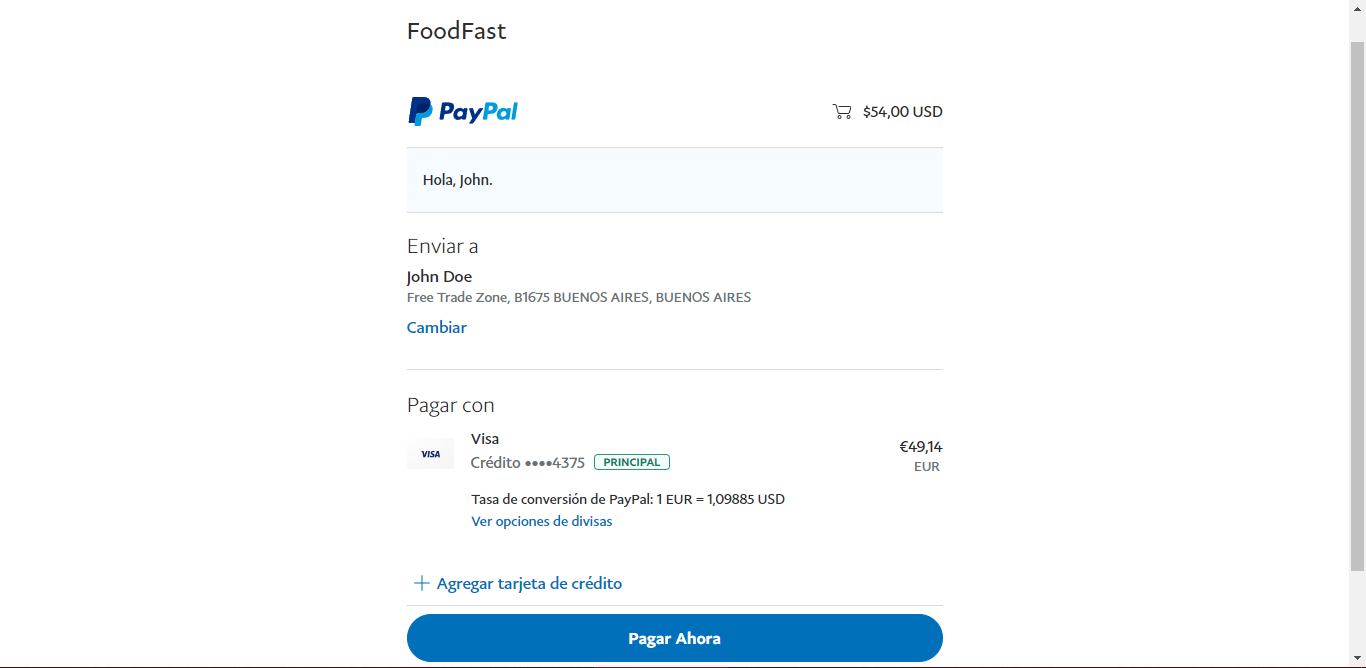 FoodFast
PayPal
$54,00 USD
Hola, John.
Enviar a
John Doe
Free Trade Zone, B1675 BUENOS AIRES, BUENOS AIRES
Cambiar
Pagar con
Visa
€49,14
VISA
Crédito ••••4375 PRINCIPAL
EUR
Tasa de conversión de PayPal: 1 EUR = 1,09885 USD
Ver opciones de divisas
Agregar tarjeta de crédito
Pagar Ahora